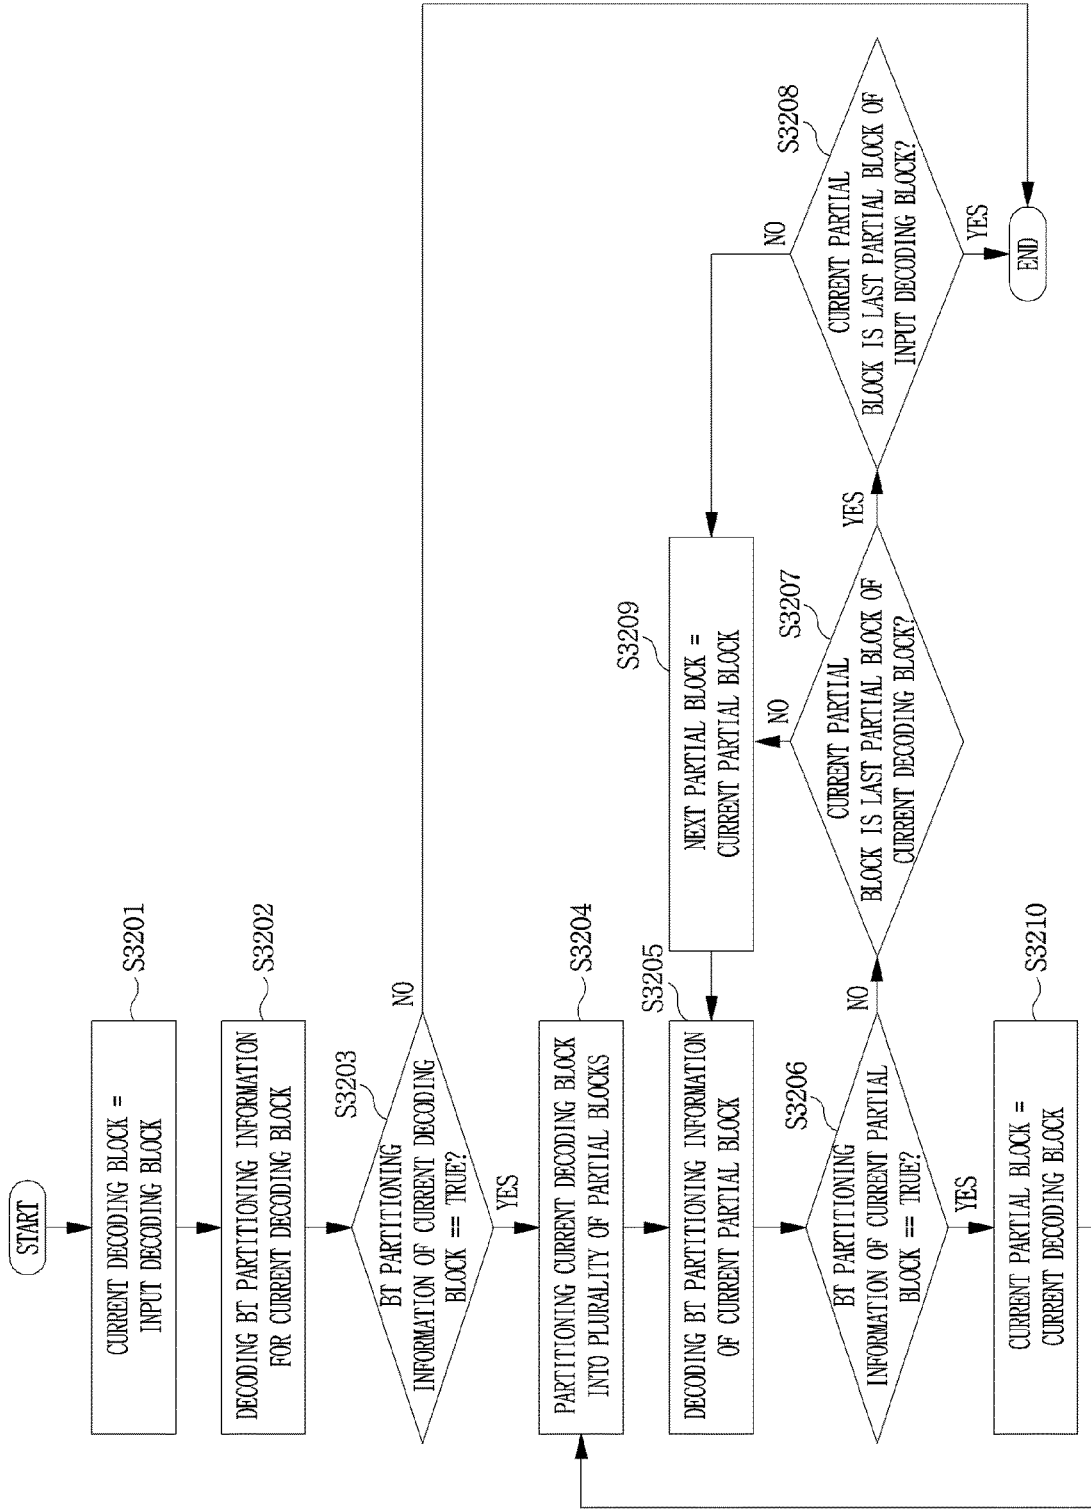 START
CURRENT DECODING BLOCK =
INPUT DECODING BLOCK
S3201
DECODING BT PARTITIONING INFORMATION
FOR CURRENT DECODING BLOCK
S3202
BT PARTITIONING
INFORMATION OF CURRENT DECODING
BLOCK == TRUE?
S3203
NO
YES
PARTITIONING CURRENT DECODING BLOCK
INTO PLURALITY OF PARTIAL BLOCKS
S3204
DECODING BT PARTITIONING INFORMATION
OF CURRENT PARTIAL BLOCK
S3205
BT PARTITIONING
INFORMATION OF CURRENT PARTIAL
BLOCK == TRUE?
S3206
NO
YES
CURRENT PARTIAL BLOCK =
CURRENT DECODING BLOCK
S3210
NEXT PARTIAL BLOCK =
CURRENT PARTIAL BLOCK
S3209
NO
CURRENT PARTIAL
BLOCK IS LAST PARTIAL BLOCK OF
CURRENT DECODING BLOCK?
S3207
YES
NO
CURRENT PARTIAL
BLOCK IS LAST PARTIAL BLOCK OF
INPUT DECODING BLOCK?
S3208
YES
END